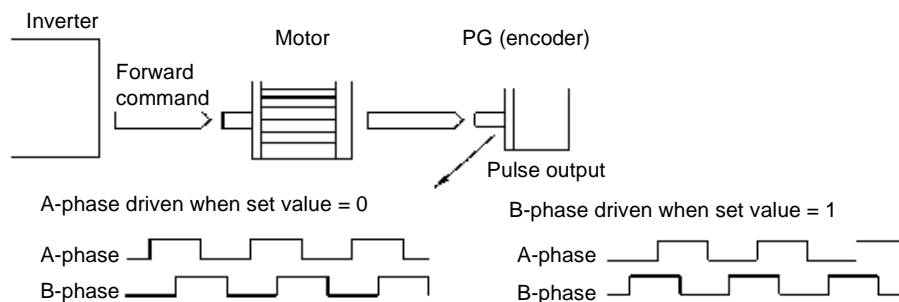 Inverter
Motor
PG (encoder)
Forward
command
Pulse output
A-phase driven when set value = 0
B-phase driven when set value = 1
A-phase
B-phase
A-phase
B-phase